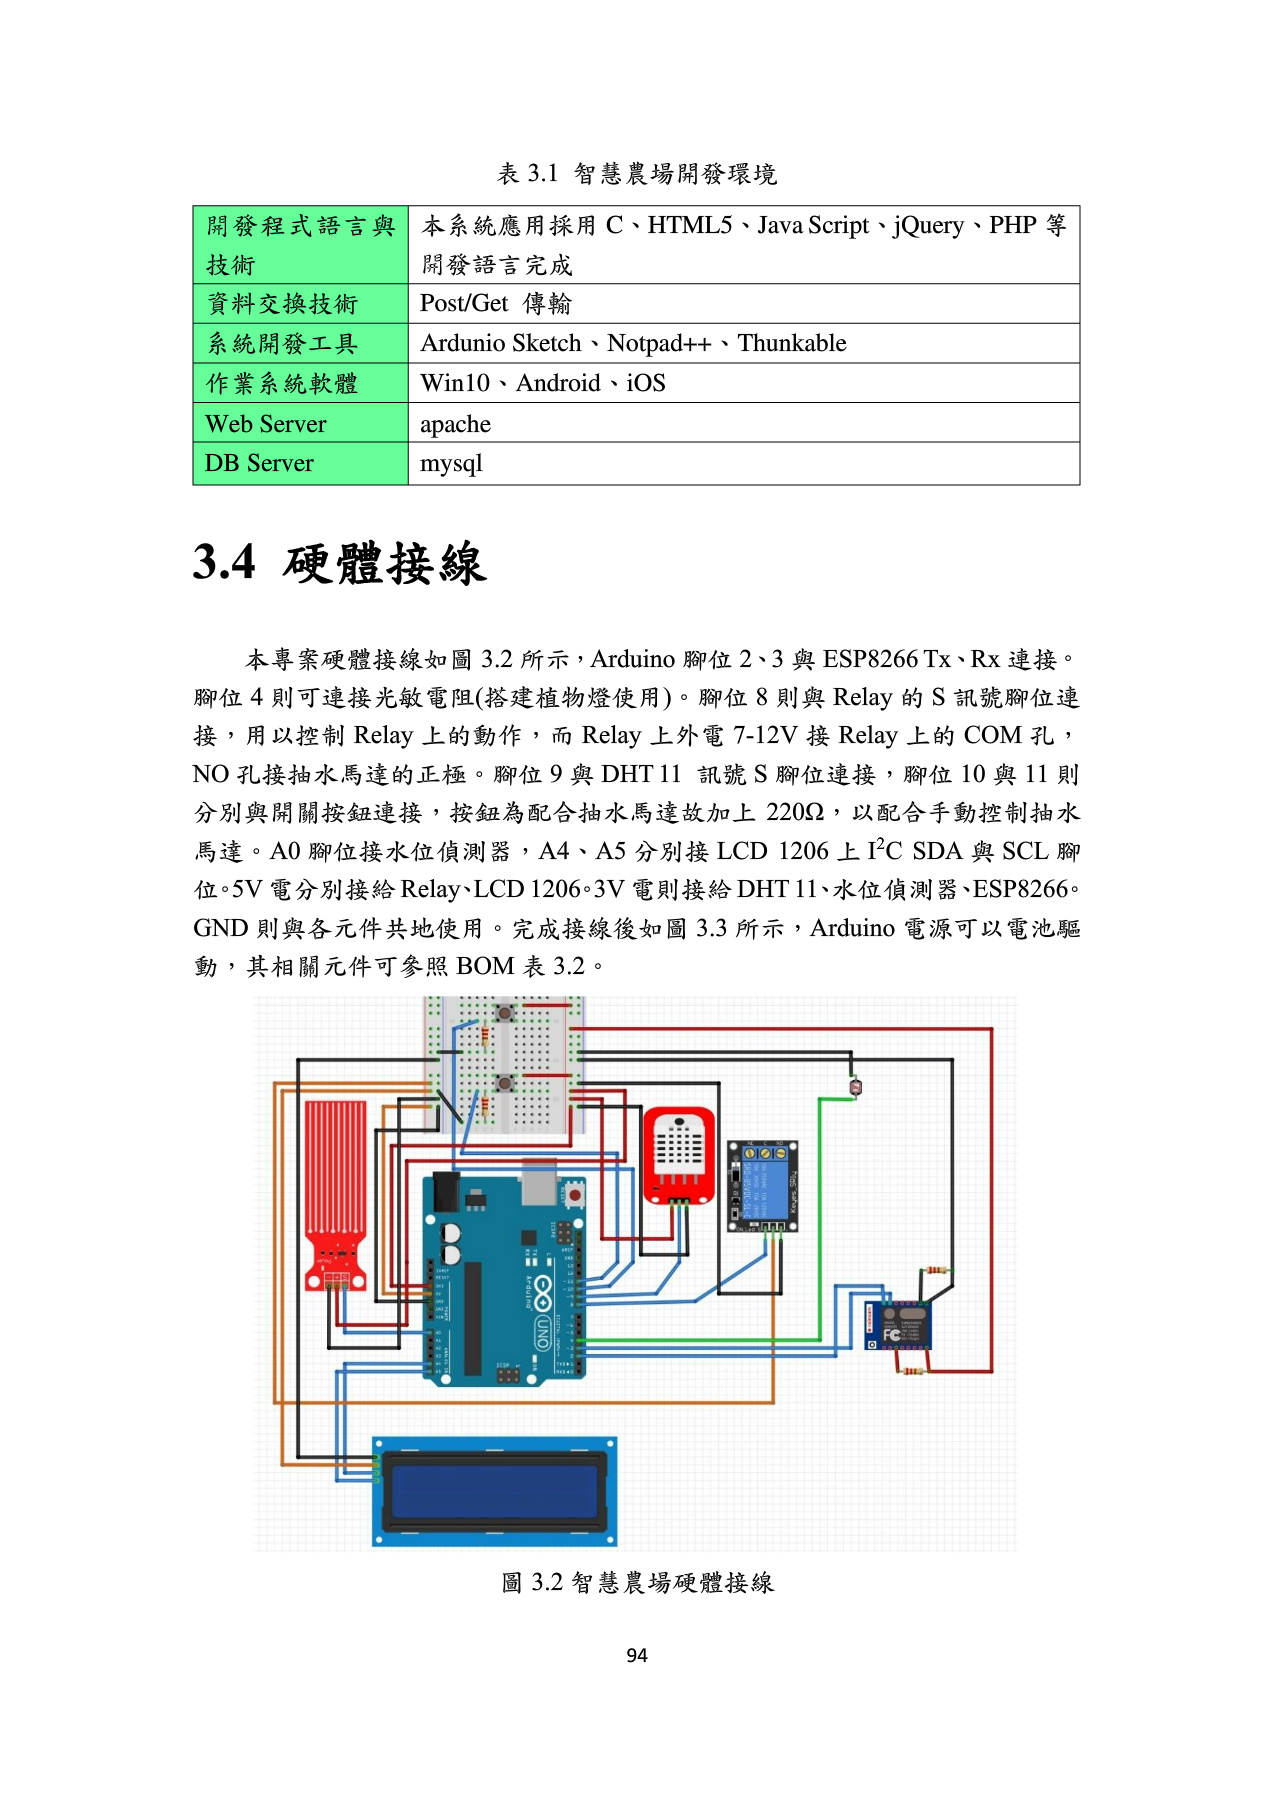 表 3.1 智慧農場開發環境
開發程式語言與 本系統應用採用 C、HTML5、Java Script、jQuery、PHP 等
技術 開發語言完成
資料交換技術 Post/Get 傳輸
系統開發工具 Ardunio Sketch、Notpad++、Thunkable
作業系統軟體 Win10、Android、iOS
Web Server apache
DB Server mysql
3.4 硬體接線
本專案硬體接線如圖 3.2 所示，Arduino 腳位 2、3 與 ESP8266 Tx、Rx 連接。
腳位 4 則可連接光敏電阻(搭建植物燈使用)。腳位 8 則與 Relay 的 S 訊號腳位連
接，用以控制 Relay 上的動作，而 Relay 上外電 7-12V 接 Relay 上的 COM 孔，
NO 孔接抽水馬達的正極。腳位 9 與 DHT 11 訊號 S 腳位連接，腳位 10 與 11 則
分別與開關按鈕連接，按鈕為配合抽水馬達故加上 220Ω，以配合手動控制抽水
馬達。A0 腳位接水位偵測器，A4、A5 分別接 LCD 1206 上 I²C SDA 與 SCL 腳
位。5V 電分別接給 Relay、LCD 1206。3V 電則接給 DHT 11、水位偵測器、ESP8266。
GND 則與各元件共地使用。完成接線後如圖 3.3 所示，Arduino 電源可以電池驅
動，其相關元件可參照 BOM 表 3.2。
Keyes_SRly
Arduino
UNO
ICSP
FC
圖 3.2 智慧農場硬體接線
94